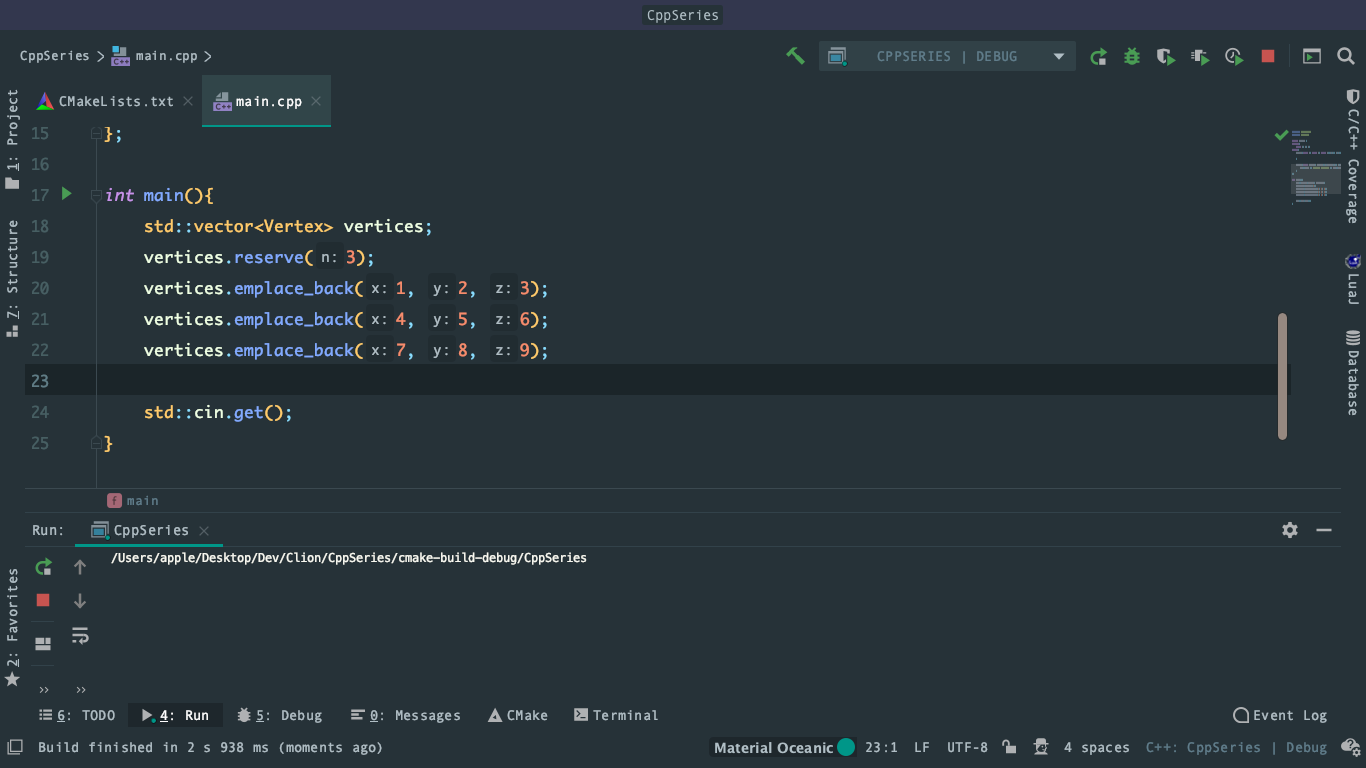 CppSeries
CppSeries > main.cpp >
CPPSERIES | DEBUG
CMakeLists.txt
main.cpp
1: Project
Z: Structure
2: Favorites
15 };
16
17 int main(){
18 std::vector<Vertex> vertices;
19 vertices.reserve( n: 3);
20 vertices.emplace_back( x: 1, y: 2, z: 3);
21 vertices.emplace_back( x: 4, y: 5, z: 6);
22 vertices.emplace_back( x: 7, y: 8, z: 9);
23
24 std::cin.get();
25 }
C/C++ Coverage
LuaJ
Database
f main
Run: CppSeries
/Users/apple/Desktop/Dev/Clion/CppSeries/cmake-build-debug/CppSeries
6: TODO 4: Run 5: Debug 0: Messages CMake Terminal Event Log
Build finished in 2 s 938 ms (moments ago) Material Oceanic 23:1 LF UTF-8 4 spaces C++: CppSeries | Debug